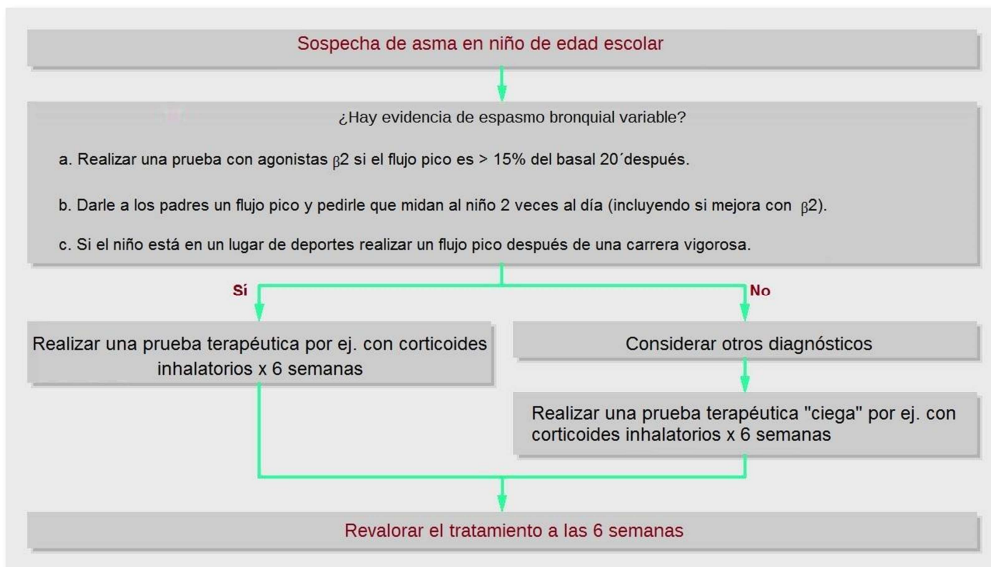 Sospecha de asma en niño de edad escolar
¿Hay evidencia de espasmo bronquial variable?
a. Realizar una prueba con agonistas β2 si el flujo pico es > 15% del basal 20´después.
b. Darle a los padres un flujo pico y pedirle que midan al niño 2 veces al día (incluyendo si mejora con β2).
c. Si el niño está en un lugar de deportes realizar un flujo pico después de una carrera vigorosa.
Sí
No
Realizar una prueba terapéutica por ej. con corticoides
inhalatorios x 6 semanas
Considerar otros diagnósticos
Realizar una prueba terapéutica "ciega" por ej. con
corticoides inhalatorios x 6 semanas
Revalorar el tratamiento a las 6 semanas